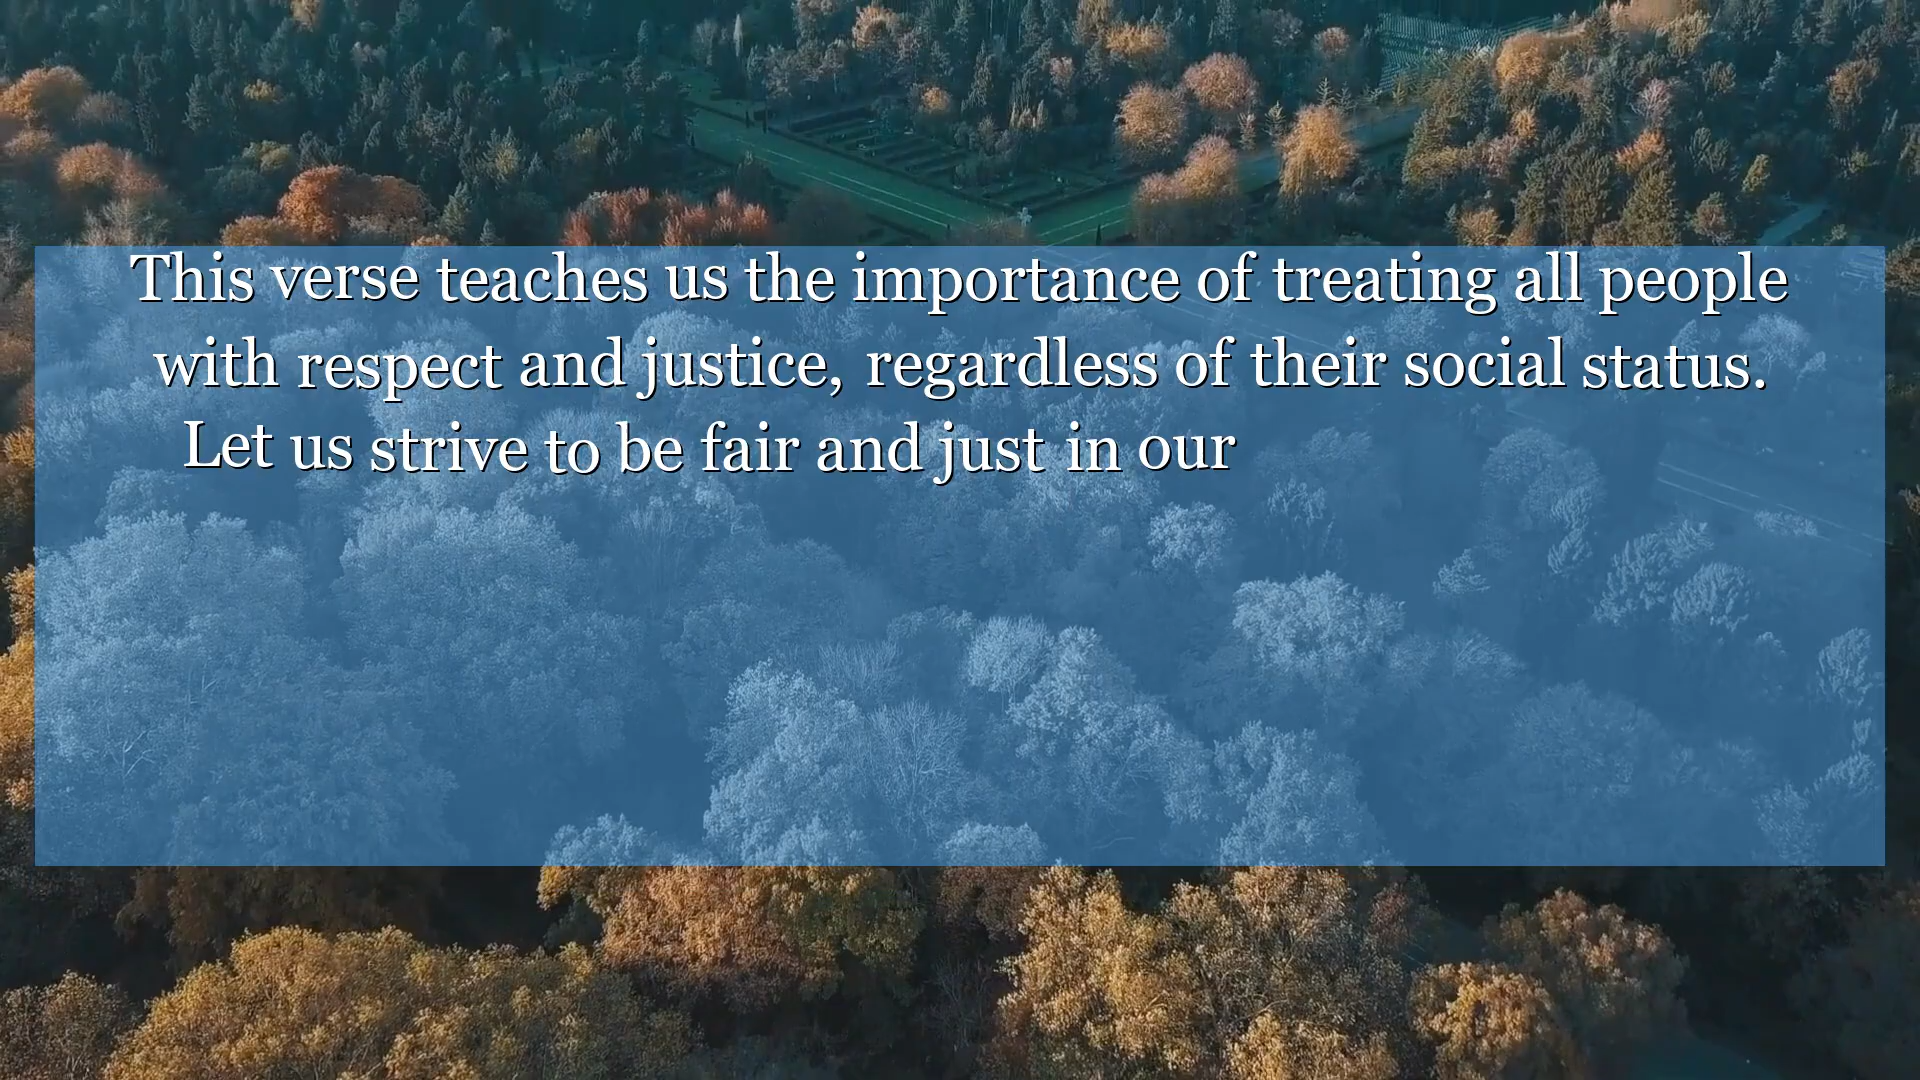 This verse teaches us the importance of treating all people
with respect and justice, regardless of their social status.
Let us strive to be fair and just in our